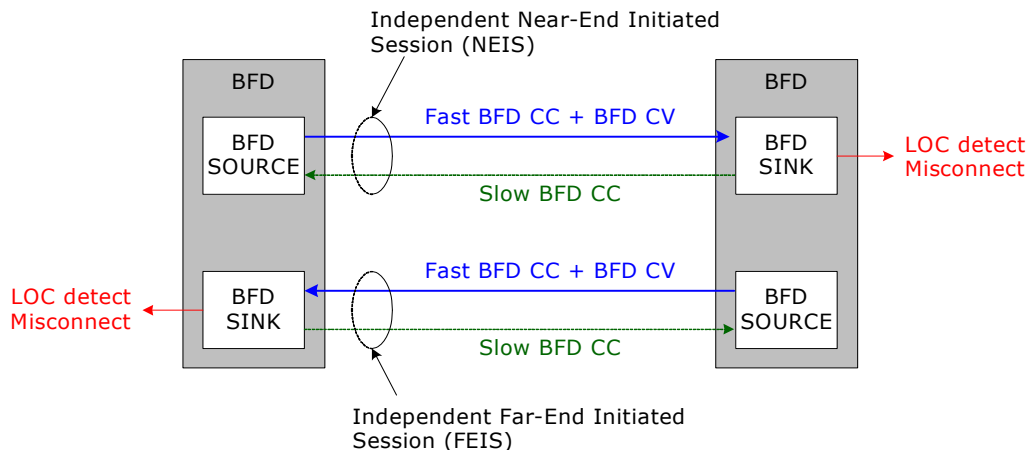 Independent Near-End Initiated
Session (NEIS)
BFD
BFD
Fast BFD CC + BFD CV
BFD
SOURCE
BFD
SINK
LOC detect
Misconnect
Slow BFD CC
Fast BFD CC + BFD CV
LOC detect
Misconnect
BFD
SINK
BFD
SOURCE
Slow BFD CC
Independent Far-End Initiated
Session (FEIS)